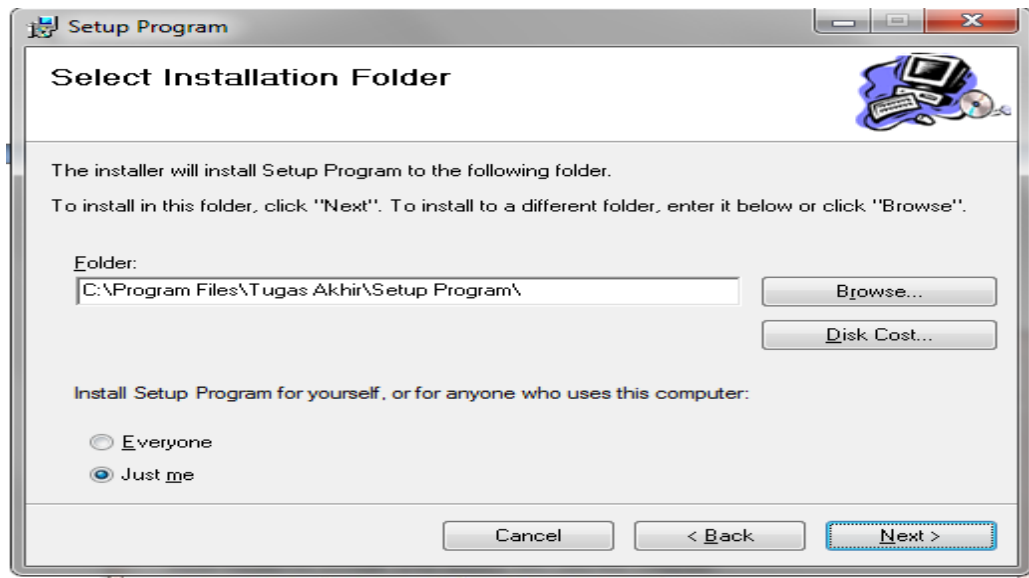 Setup Program
Select Installation Folder
The installer will install Setup Program to the following folder.
To install in this folder, click "Next". To install to a different folder, enter it below or click "Browse".
Folder:
C:\Program Files\Tugas Akhir\Setup Program\
Browse...
Disk Cost...
Install Setup Program for yourself, or for anyone who uses this computer:
Everyone
Just me
Cancel
< Back
Next >